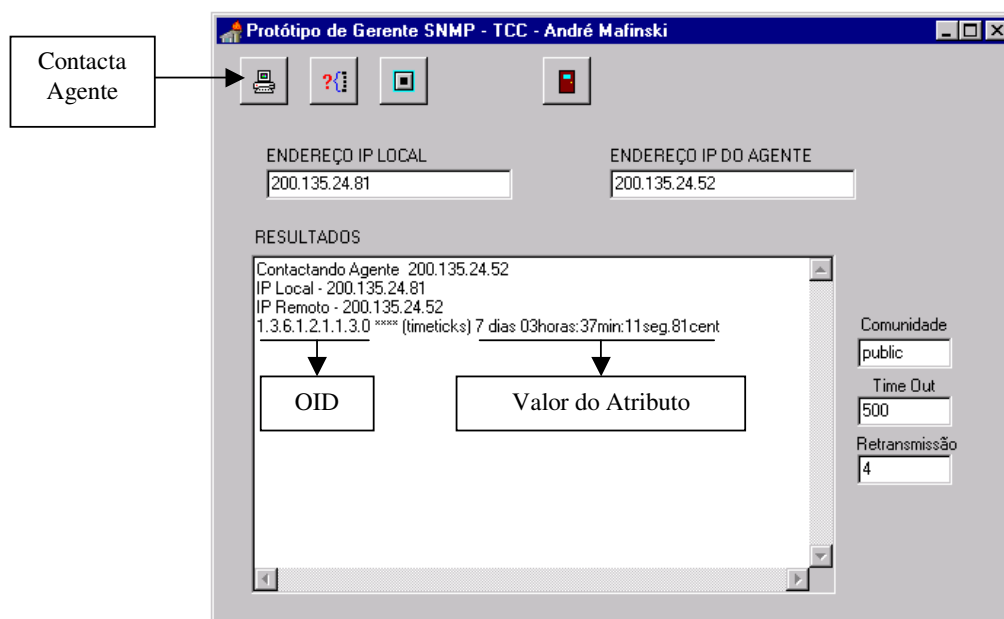 Protótipo de Gerente SNMP - TCC - André Mafinski
Contacta
Agente
?{
ENDEREÇO IP LOCAL
200.135.24.81
ENDEREÇO IP DO AGENTE
200.135.24.52
RESULTADOS
Contactando Agente 200.135.24.52
IP Local - 200.135.24.81
IP Remoto - 200.135.24.52
1.3.6.1.2.1.1.3.0 **** (timeticks) 7 dias 03horas:37min:11seg.81cent
OID
Valor do Atributo
Comunidade
public
Time Out
500
Retransmissão
4